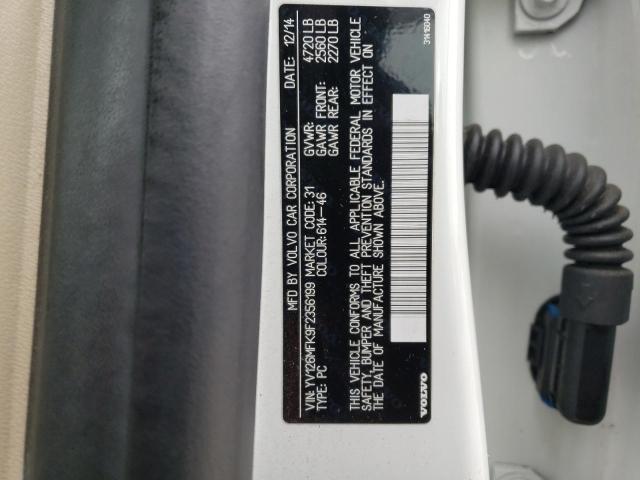 MFD BY VOLVO CAR CORPORATION DATE: 12/14
GVWR: 4720 LB
GAWR FRONT: 2560 LB
GAWR REAR: 2270 LB
VIN: YV126MFK9F2356199 MARKET CODE: 31
TYPE: PC COLOUR: 614-46
THIS VEHICLE CONFORMS TO ALL APPLICABLE FEDERAL MOTOR VEHICLE
SAFETY, BUMPER AND THEFT PREVENTION STANDARDS IN EFFECT ON
THE DATE OF MANUFACTURE SHOWN ABOVE.
VOLVO
31416040